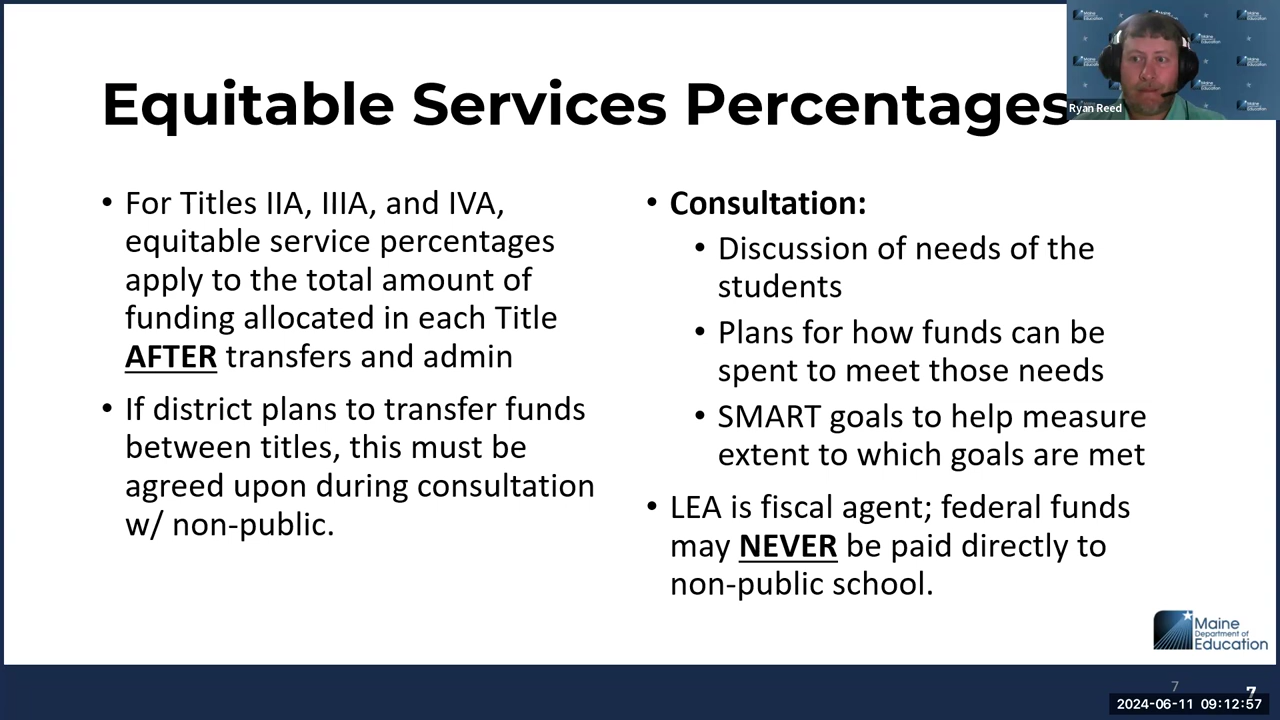 Equitable Services Percentages
Ryan Reed
• For Titles IIA, IIIA, and IVA,
equitable service percentages
apply to the total amount of
funding allocated in each Title
AFTER transfers and admin
• If district plans to transfer funds
between titles, this must be
agreed upon during consultation
w/ non-public.
• Consultation:
• Discussion of needs of the
students
• Plans for how funds can be
spent to meet those needs
• SMART goals to help measure
extent to which goals are met
• LEA is fiscal agent; federal funds
may NEVER be paid directly to
non-public school.
Maine
Department of
Education
7
7
2024-06-11 09:12:57